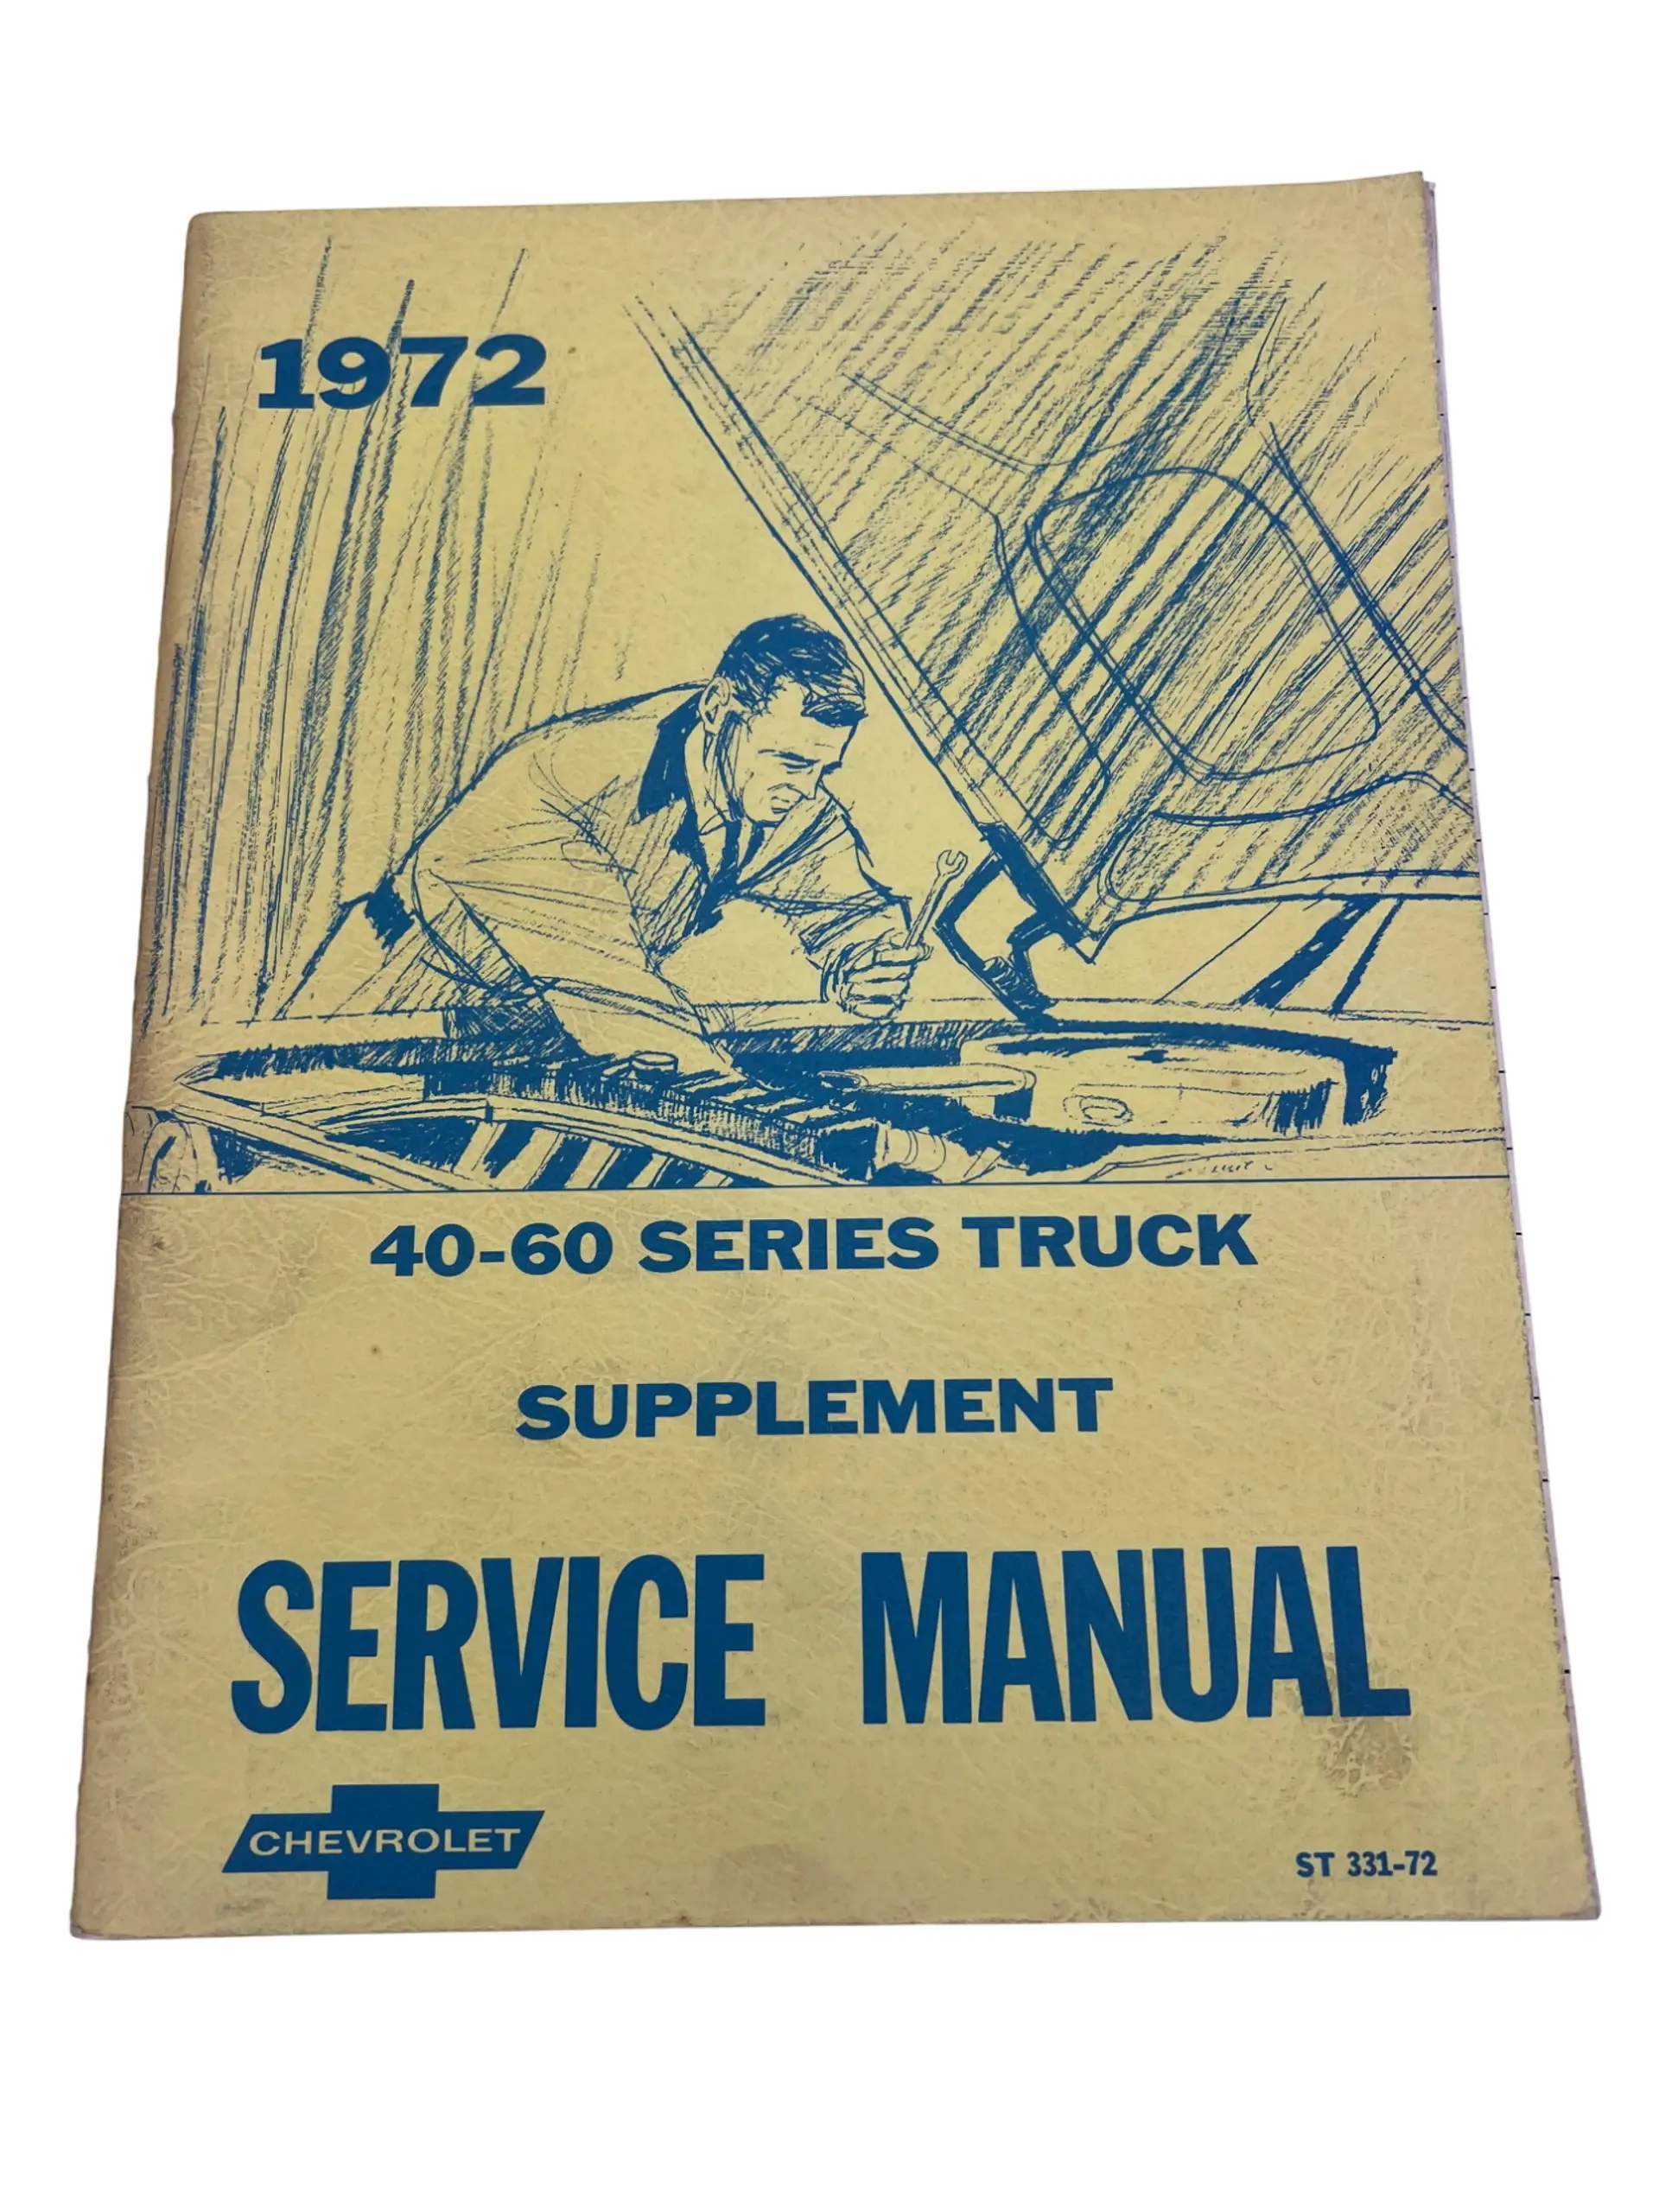 1972
40-60 SERIES TRUCK
SUPPLEMENT
SERVICE MANUAL
CHEVROLET
ST 331-72